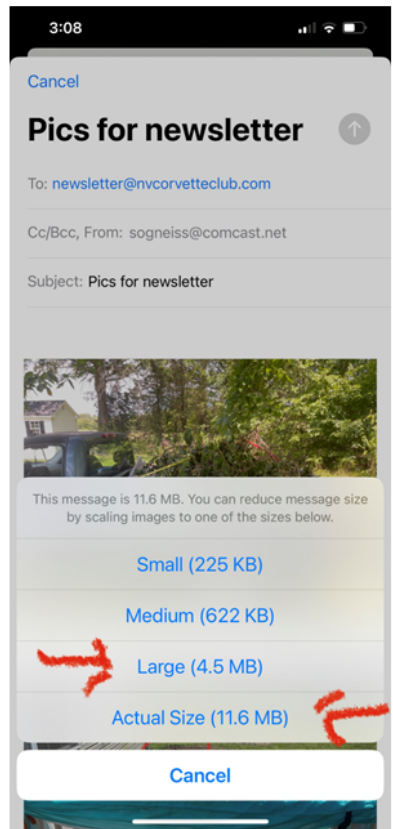 3:08
Cancel
Pics for newsletter
To: newsletter@nvcorvetteclub.com
Cc/Bcc, From: sogneiss@comcast.net
Subject: Pics for newsletter
This message is 11.6 MB. You can reduce message size
by scaling images to one of the sizes below.
Small (225 KB)
Medium (622 KB)
Large (4.5 MB)
Actual Size (11.6 MB)
Cancel